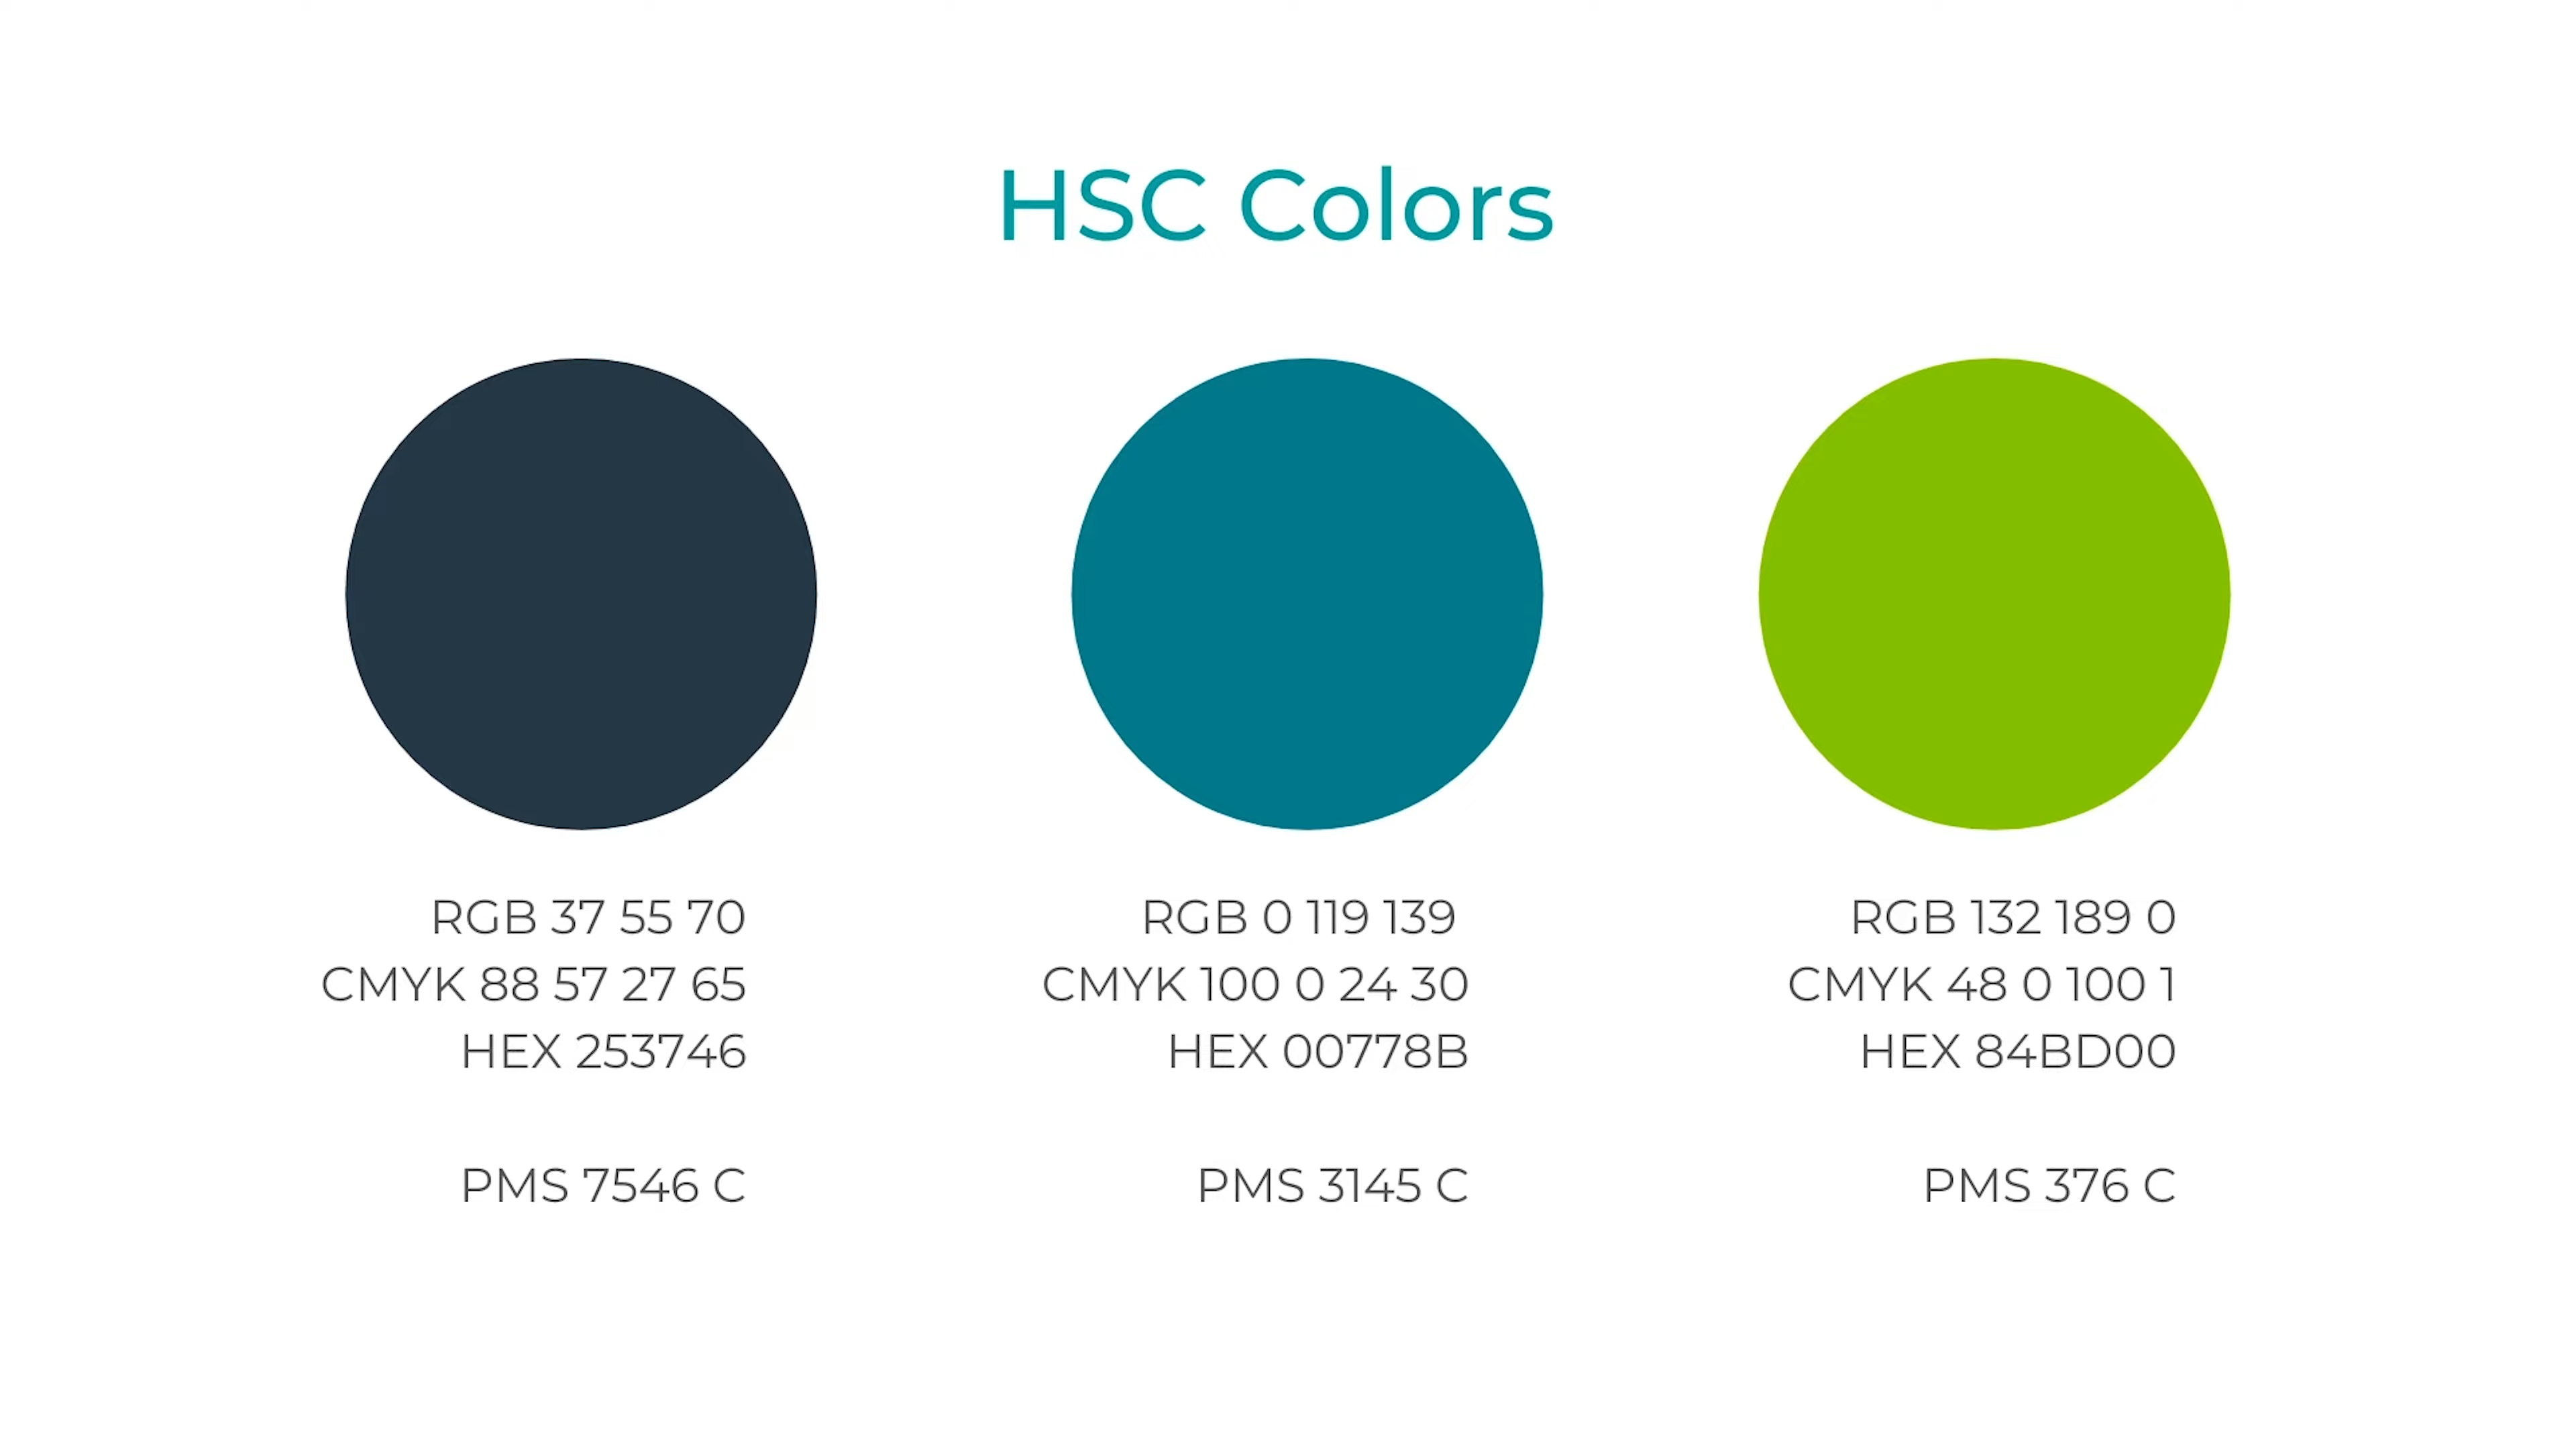 HSC Colors
RGB 37 55 70
CMYK 88 57 27 65
HEX 253746
PMS 7546 C
RGB 0 119 139
CMYK 100 0 24 30
HEX 00778B
PMS 3145 C
RGB 132 189 0
CMYK 48 0 100 1
HEX 84BD00
PMS 376 C